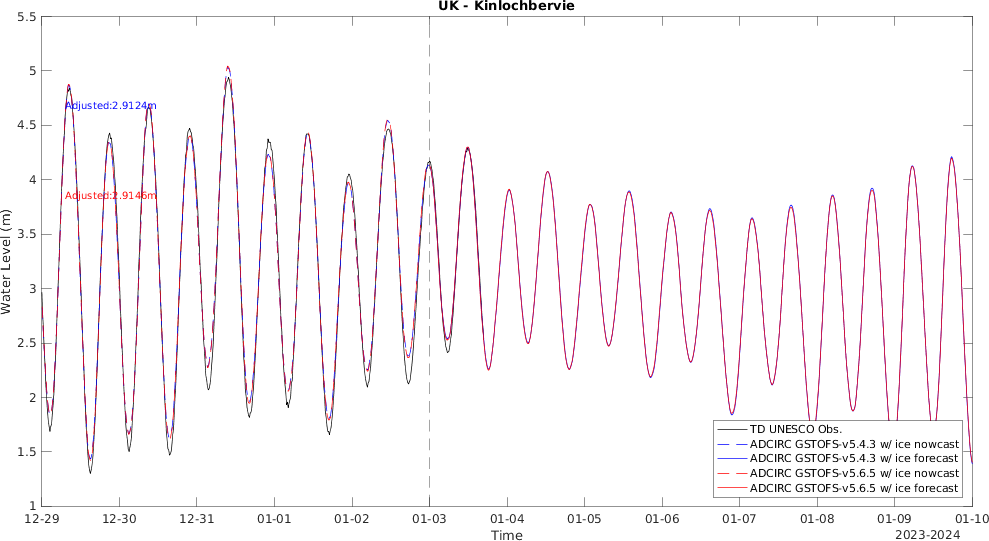 UK - Kinlochbervie
5.5
5
4.5
4
3.5
3
2.5
2
1.5
1
Water Level (m)
Adjusted:2.9124m
Adjusted:2.9146m
TD UNESCO Obs.
ADCIRC GSTOFS-v5.4.3 w/ ice nowcast
ADCIRC GSTOFS-v5.4.3 w/ ice forecast
ADCIRC GSTOFS-v5.6.5 w/ ice nowcast
ADCIRC GSTOFS-v5.6.5 w/ ice forecast
12-29 12-30 12-31 01-01 01-02 01-03 01-04 01-05 01-06 01-07 01-08 01-09 01-10
Time
2023-2024